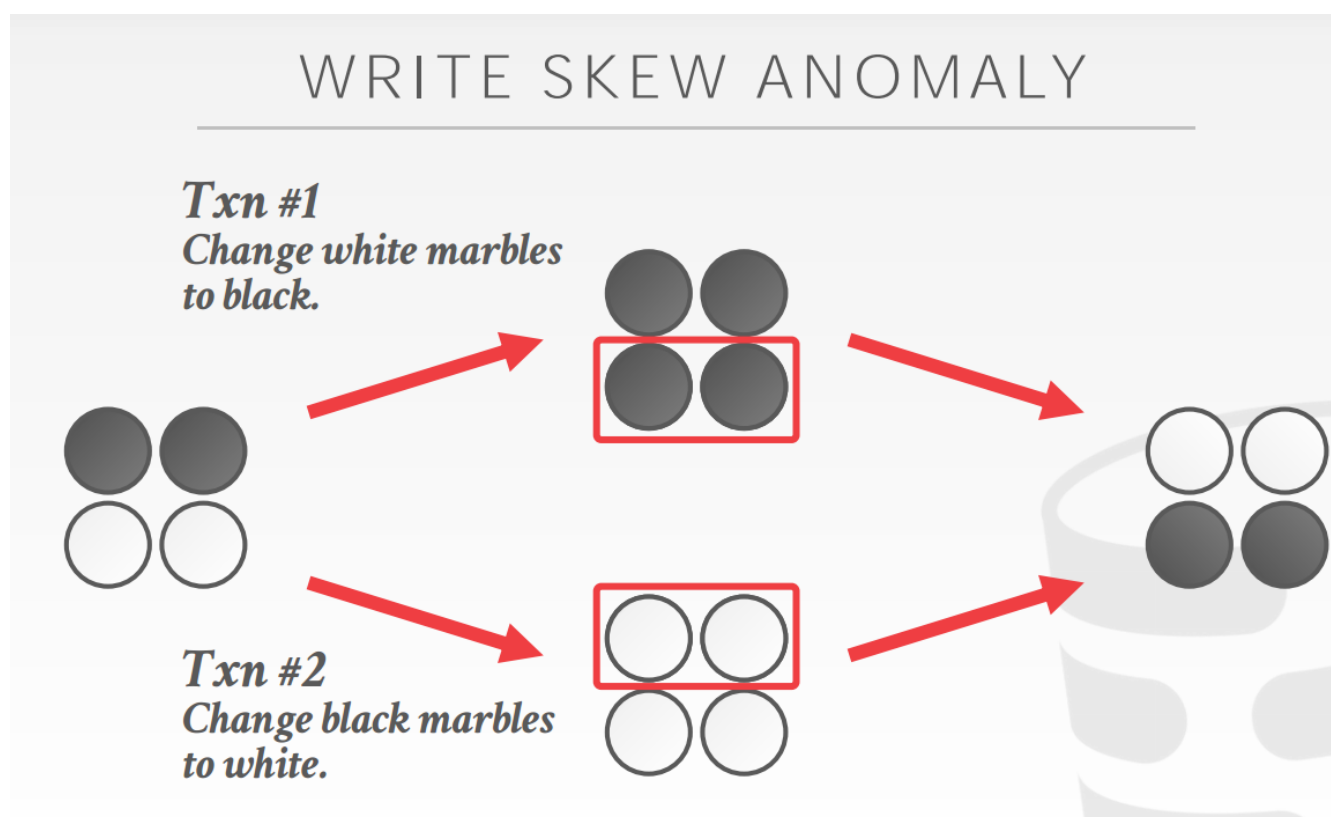 WRITE SKEW ANOMALY
Txn #1
Change white marbles
to black.
Txn #2
Change black marbles
to white.